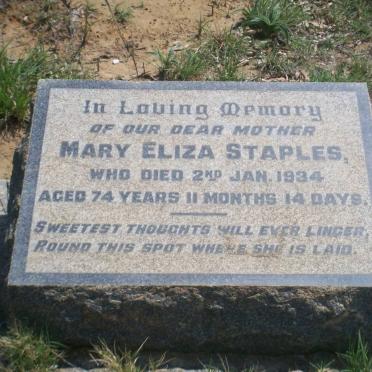 In Loving Memory
OF OUR DEAR MOTHER
MARY ELIZA STAPLES,
WHO DIED 2ND JAN. 1934
AGED 74 YEARS 11 MONTHS 14 DAYS.
SWEETEST THOUGHTS WILL EVER LINGER,
ROUND THIS SPOT WHERE SHE IS LAID.